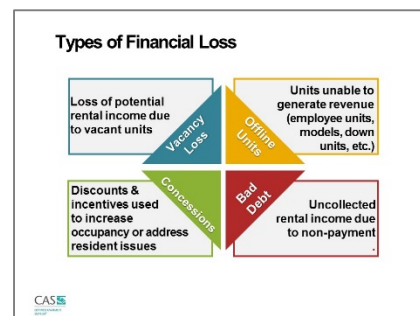 Types of Financial Loss
Loss of potential
rental income due
to vacant units
Vacancy
Loss
Units unable to
generate revenue
(employee units,
models, down
units, etc.)
Offline
Units
Discounts &
incentives used
to increase
occupancy or address
resident issues
Concessions
Uncollected
rental income due
to non-payment
.
Bad
Debt
CAS